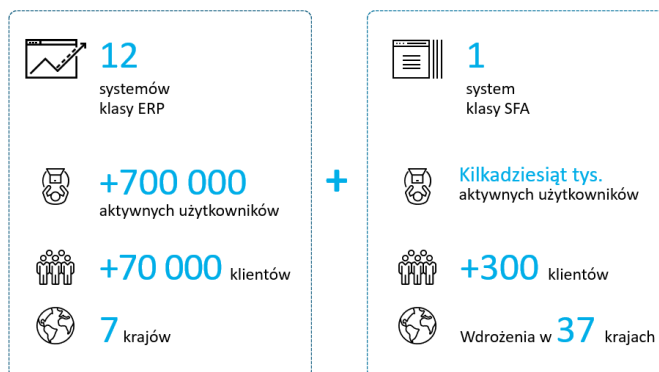 12
systemów
klasy ERP
+700 000
aktywnych użytkowników
+70 000 klientów
7 krajów
+
1
system
klasy SFA
Kilkadziesiąt tys.
aktywnych użytkowników
+300 klientów
Wdrożenia w 37 krajach